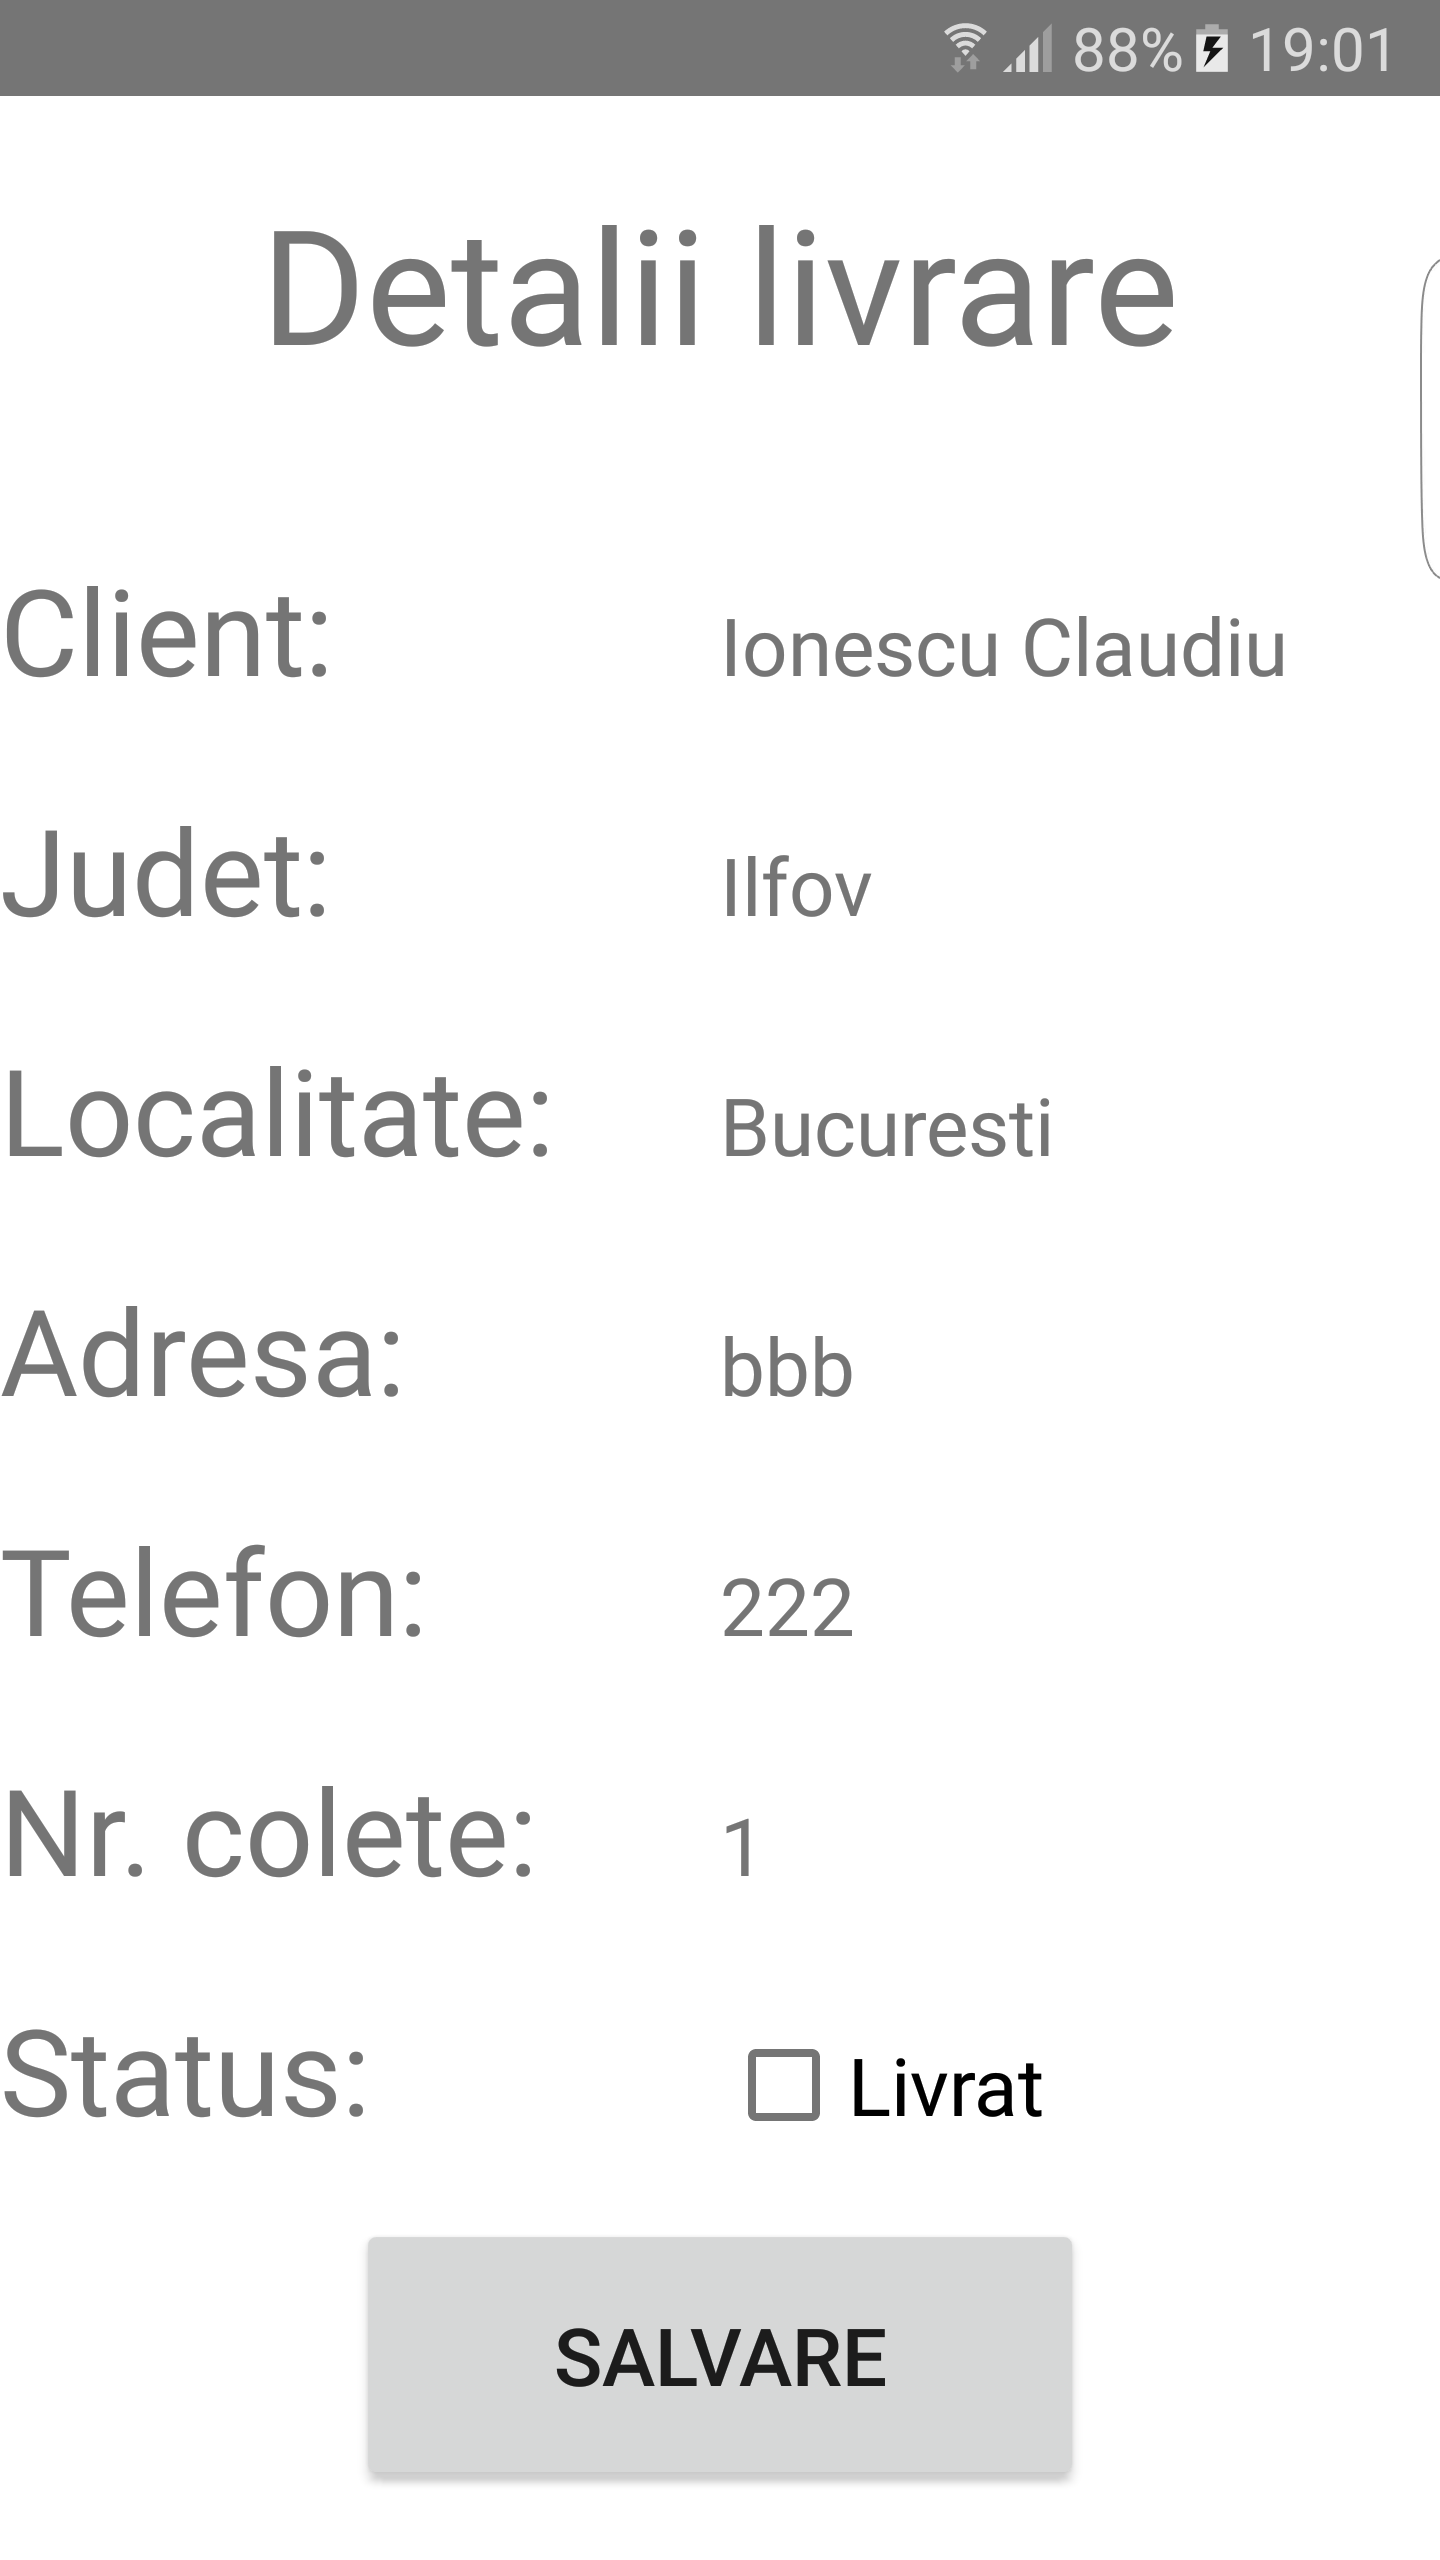 88% 19:01
Detalii livrare
Client: Ionescu Claudiu
Judet: Ilfov
Localitate: Bucuresti
Adresa: bbb
Telefon: 222
Nr. colete: 1
Status: Livrat
SALVARE